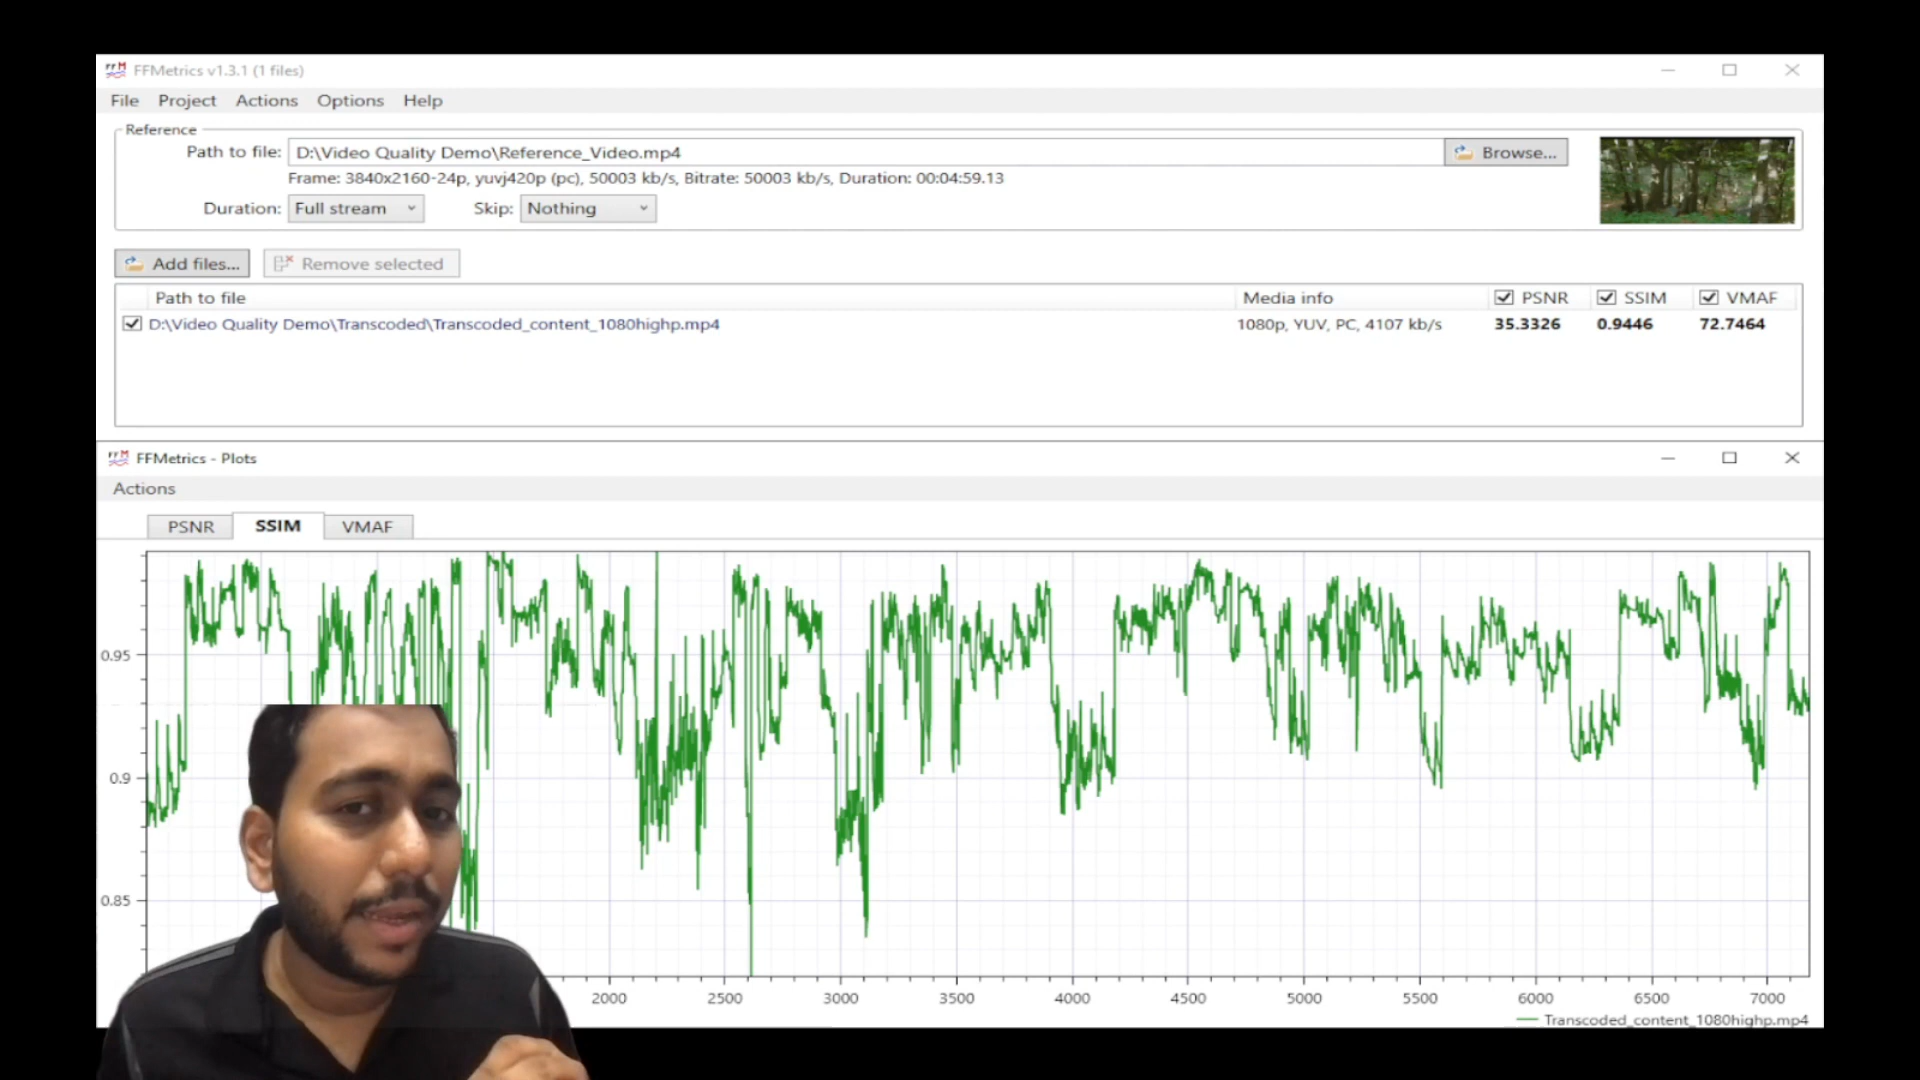 FFMetrics v1.3.1 (1 files)
File Project Actions Options Help
Reference
Path to file: D:\Video Quality Demo\Reference_Video.mp4 Browse...
Frame: 3840x2160-24p, yuvj420p (pc), 50003 kb/s, Bitrate: 50003 kb/s, Duration: 00:04:59.13
Duration: Full stream Skip: Nothing
Add files... Remove selected
Path to file Media info PSNR SSIM VMAF
D:\Video Quality Demo\Transcoded\Transcoded_content_1080highp.mp4 1080p, YUV, PC, 4107 kb/s 35.3326 0.9446 72.7464
FFMetrics - Plots
Actions
PSNR SSIM VMAF
0.95
0.9
0.85
2000 2500 3000 3500 4000 4500 5000 5500 6000 6500 7000
Transcoded_content_1080highp.mp4